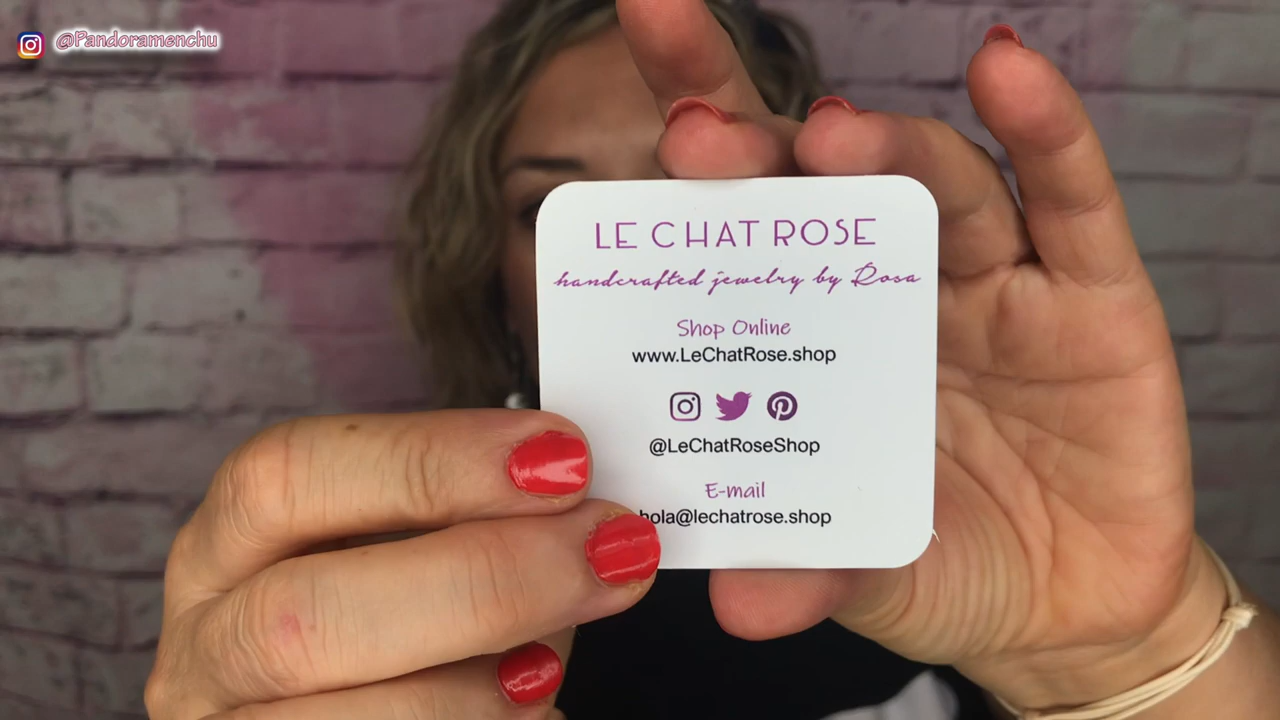 @Pandoramenchu
LE CHAT ROSE
handcrafted jewelry by Rosa
Shop Online
www.LeChatRose.shop
@LeChatRoseShop
E-mail
hola@lechatrose.shop